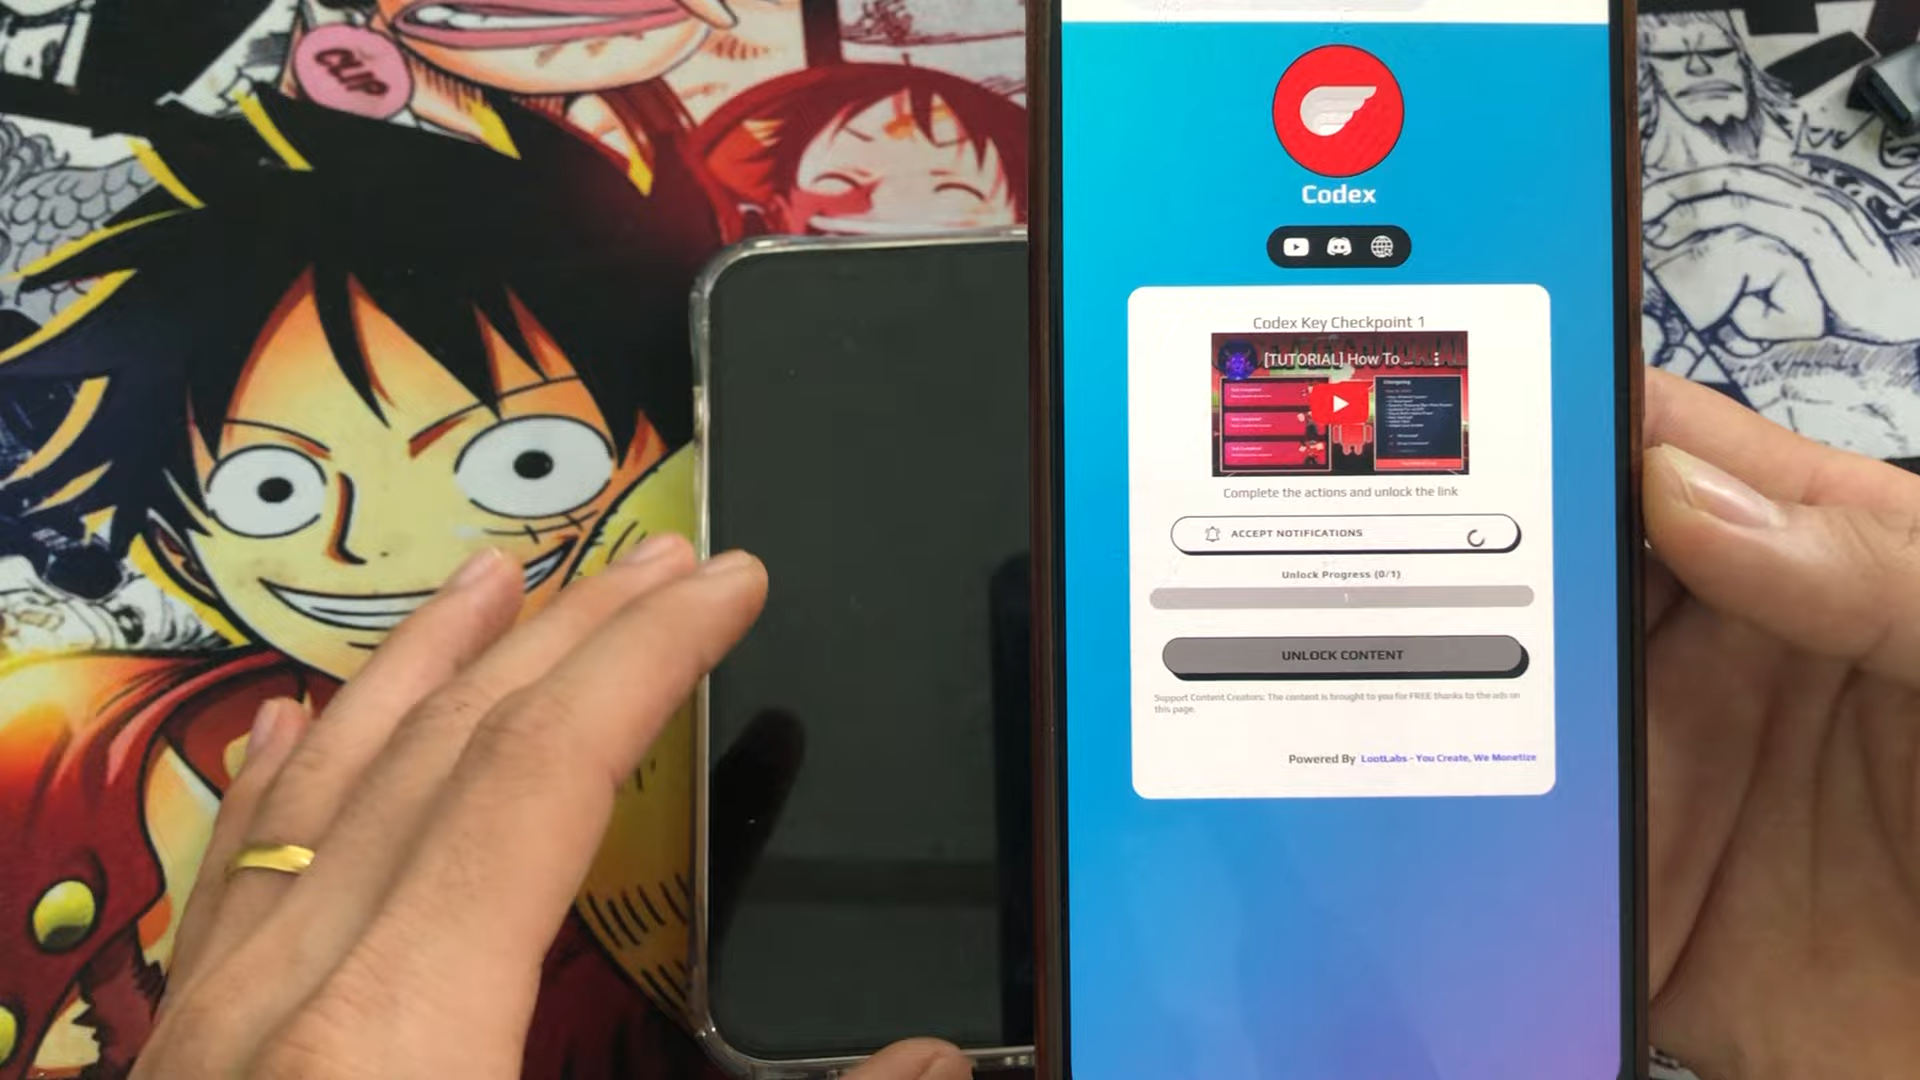 CLIP
Codex
Codex Key Checkpoint 1
[TUTORIAL] How To ...
Complete the actions and unlock the link
ACCEPT NOTIFICATIONS
Unlock Progress (0/1)
UNLOCK CONTENT
Support Content Creators: The content is brought to you for FREE thanks to the ads on
this page.
Powered By LootLabs - You Create, We Monetize